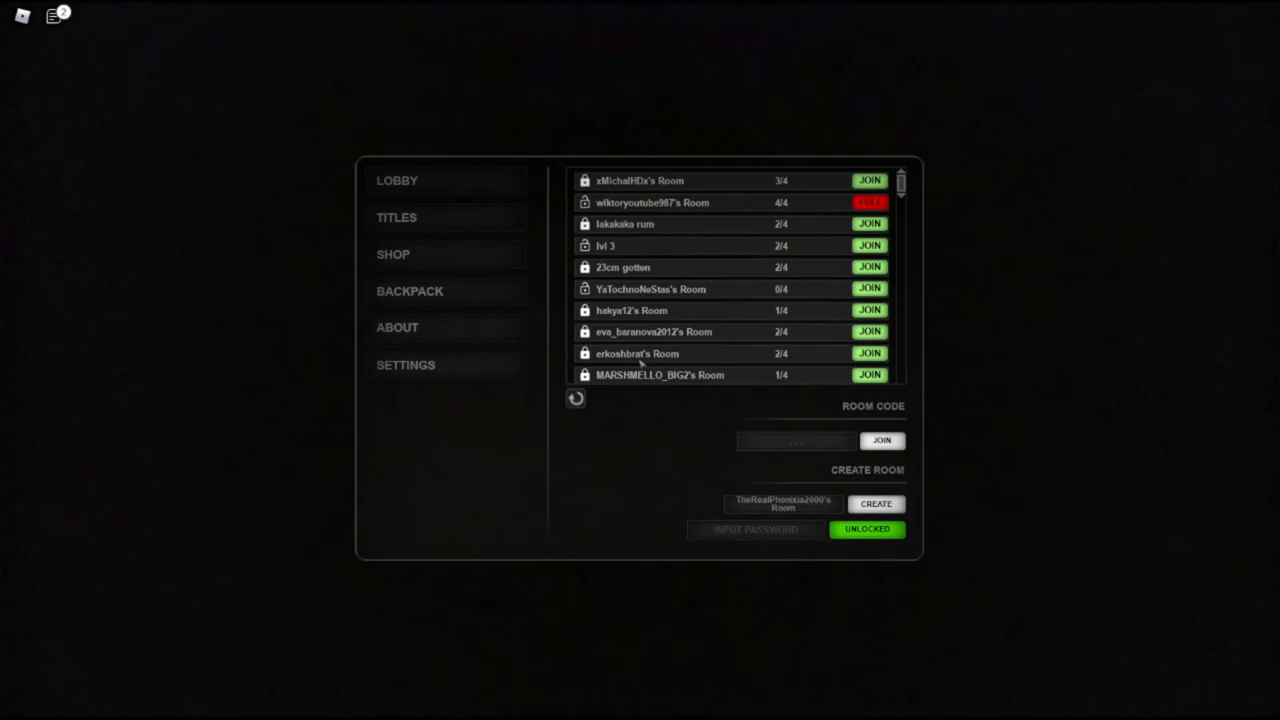 2
LOBBY
TITLES
SHOP
BACKPACK
ABOUT
SETTINGS
xMichalHDx's Room 3/4 JOIN
wiktoryoutube987's Room 4/4 FULL
lakakaka rum 2/4 JOIN
lvl 3 2/4 JOIN
23cm gotten 2/4 JOIN
YaTochnoNeStas's Room 0/4 JOIN
hakya12's Room 1/4 JOIN
eva_baranova2012's Room 2/4 JOIN
erkoshbrat's Room 2/4 JOIN
MARSHMELLO_BIG2's Room 1/4 JOIN
ROOM CODE
... JOIN
CREATE ROOM
TheRealPhonixia2000's
Room
CREATE
INPUT PASSWORD UNLOCKED